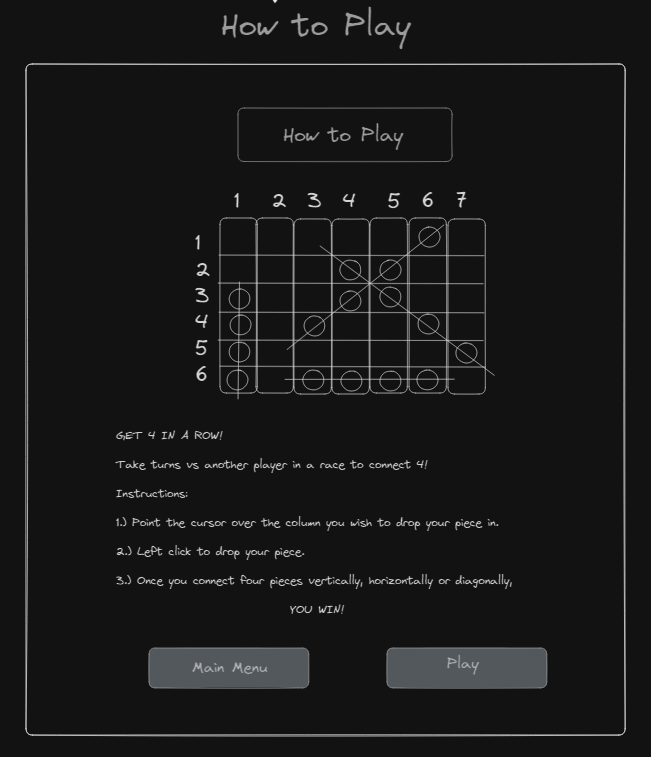 How to Play
How to Play
1 2 3 4 5 6 7
1
2
3
4
5
6
GET 4 IN A ROW!
Take turns vs another player in a race to connect 4!
Instructions:
1.) Point the cursor over the column you wish to drop your piece in.
2.) Left click to drop your piece.
3.) Once you connect four pieces vertically, horizontally or diagonally,
YOU WIN!
Main Menu
Play